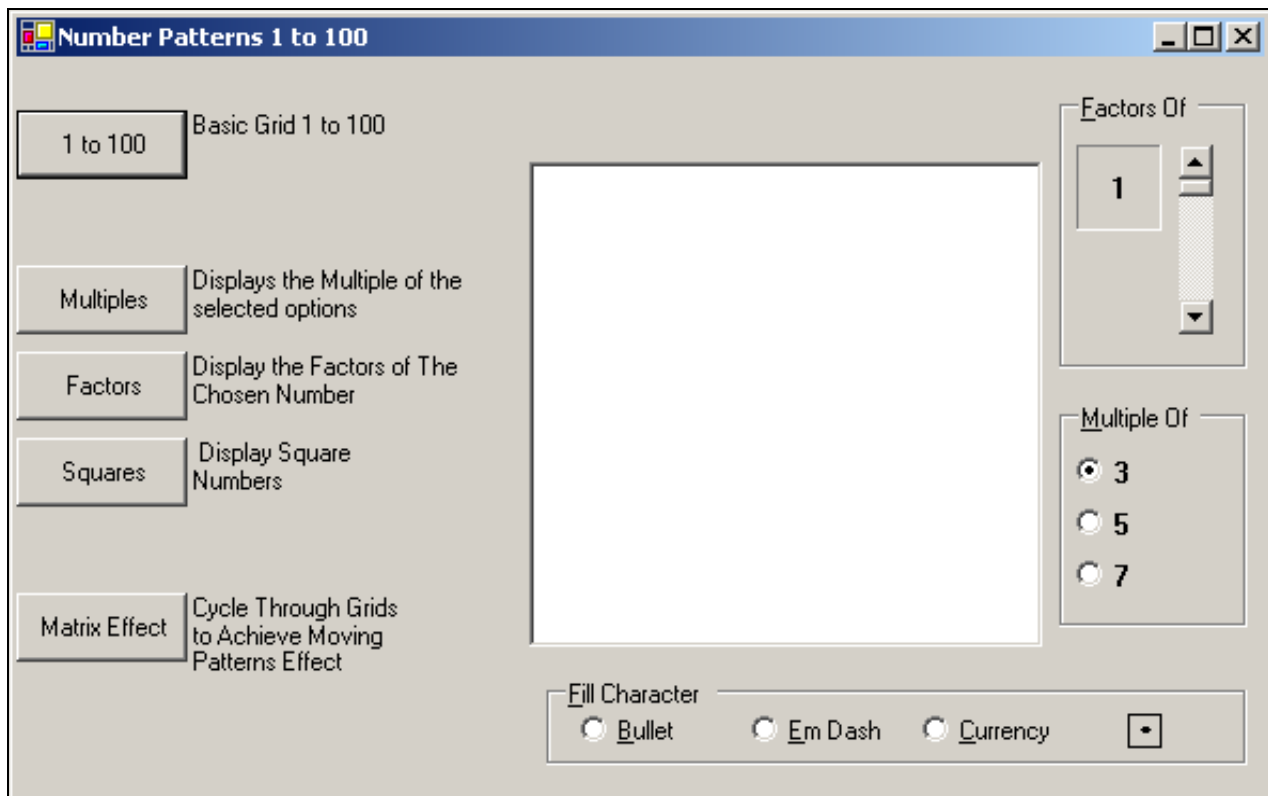 Number Patterns 1 to 100
1 to 100
Basic Grid 1 to 100
Multiples
Displays the Multiple of the
selected options
Factors
Display the Factors of The
Chosen Number
Squares
Display Square
Numbers
Matrix Effect
Cycle Through Grids
to Achieve Moving
Patterns Effect
Factors Of
1
Multiple Of
3
5
7
Fill Character
Bullet
Em Dash
Currency
•